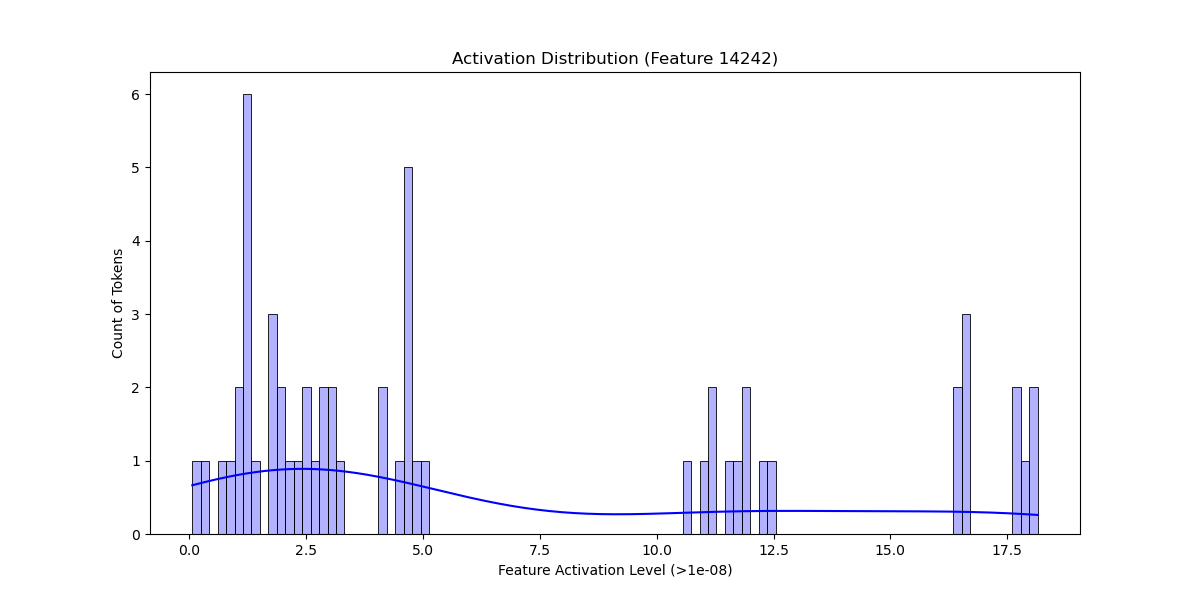 Activation Distribution (Feature 14242)
6
5
4
3
2
1
0
Count of Tokens
0.0 2.5 5.0 7.5 10.0 12.5 15.0 17.5
Feature Activation Level (>1e-08)